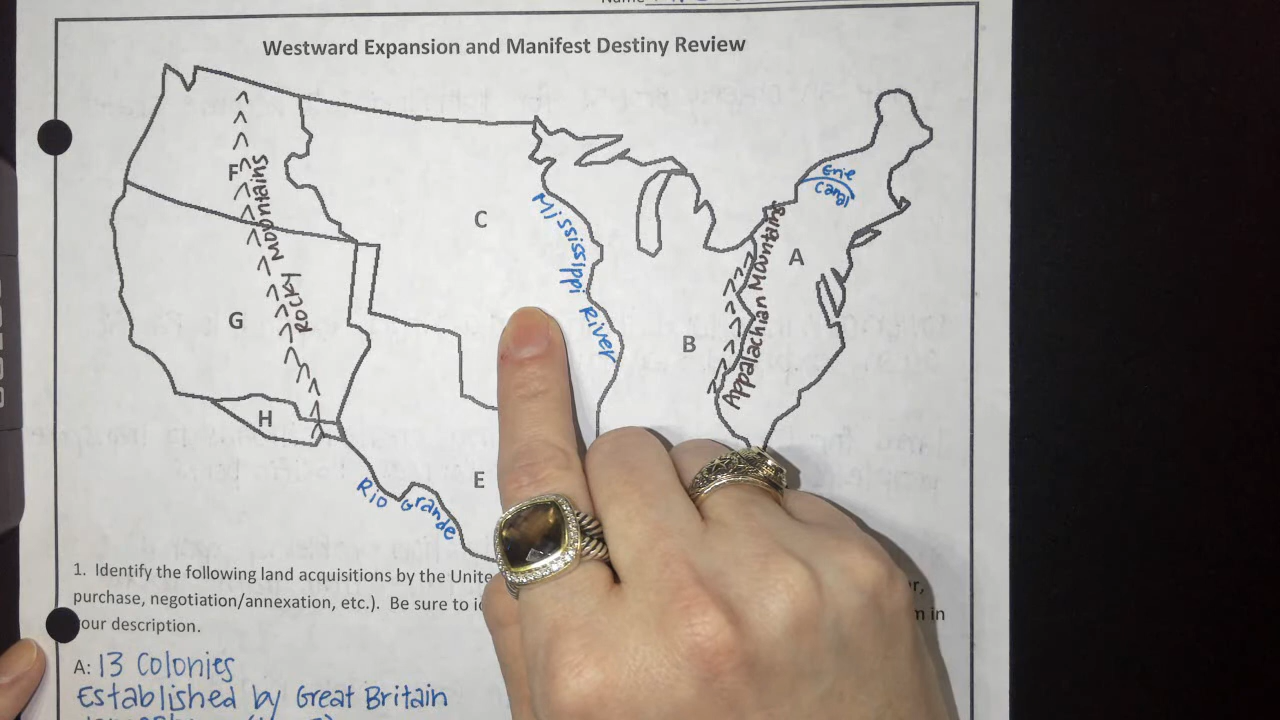 Name
Westward Expansion and Manifest Destiny Review
F
ROCKY Mountains
C
Mississippi River
Erie
Canal
A
Appalachian Mountains
G
B
H
E
Rio Grande
1. Identify the following land acquisitions by the Unite
purchase, negotiation/annexation, etc.). Be sure to
in
our description.
A: 13 Colonies
Established by Great Britain